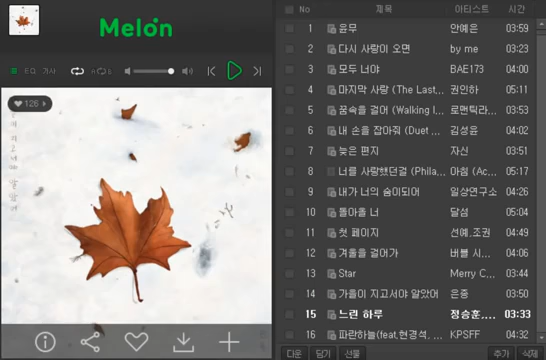 Melon
EQ 가사
♥ 126
No 제목 아티스트 시간
1 윤무 안예은 03:59
2 다시 사랑이 오면 by me 03:23
3 모두 너야 BAE173 04:00
4 마지막 사랑 (The Last,... 권인하 05:11
5 꿈속을 걸어 (Walking I... 로맨틱라... 03:53
6 내 손을 잡아줘 (Duet ... 김성윤 04:02
7 늦은 편지 자신 03:51
8 너를 사랑했던걸 (Phila... 아침 (Ac... 05:17
9 내가 너의 숨이되어 일상연구소 04:26
10 돌아올 너 달섬 05:04
11 첫 페이지 선예,조권 04:49
12 겨울을 걸어가 버블 시... 04:06
13 Star Merry C... 03:44
14 가을이 지고서야 알았어 은중 03:50
15 느린 하루 정승훈,... 03:33
16 파란하늘(feat,현경석, ... KPSFF 04:32
다운 담기 선물 추가 삭제